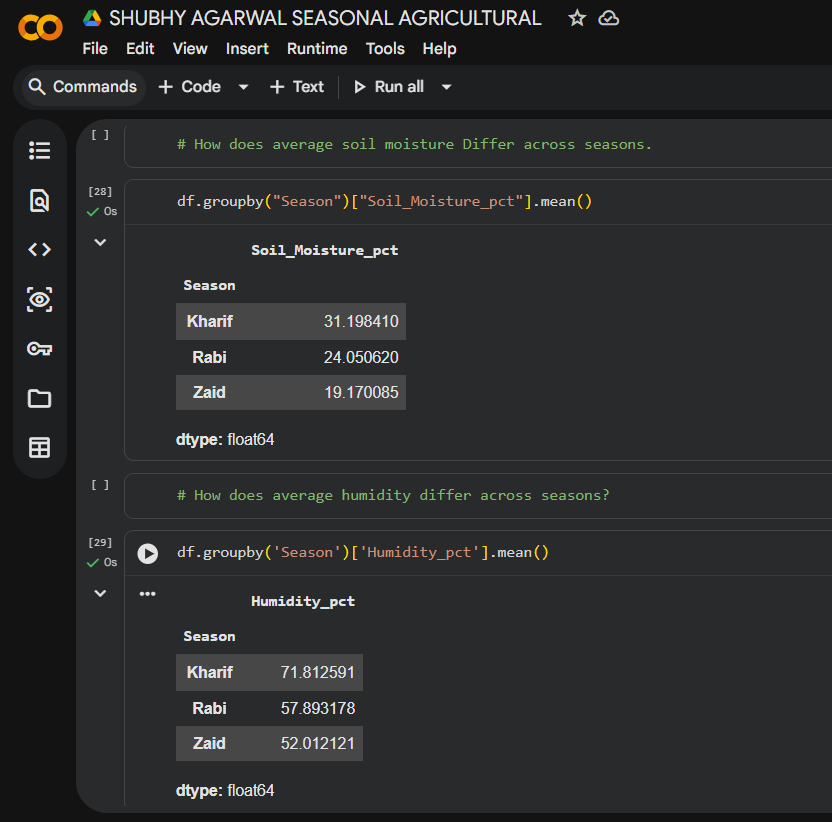 SHUBHY AGARWAL SEASONAL AGRICULTURAL
File Edit View Insert Runtime Tools Help
Commands + Code + Text Run all
[ ]
# How does average soil moisture Differ across seasons.
[28]
0s
df.groupby("Season")["Soil_Moisture_pct"].mean()
Soil_Moisture_pct
Season
Kharif 31.198410
Rabi 24.050620
Zaid 19.170085
dtype: float64
[ ]
# How does average humidity differ across seasons?
[29]
0s
df.groupby('Season')['Humidity_pct'].mean()
Humidity_pct
Season
Kharif 71.812591
Rabi 57.893178
Zaid 52.012121
dtype: float64